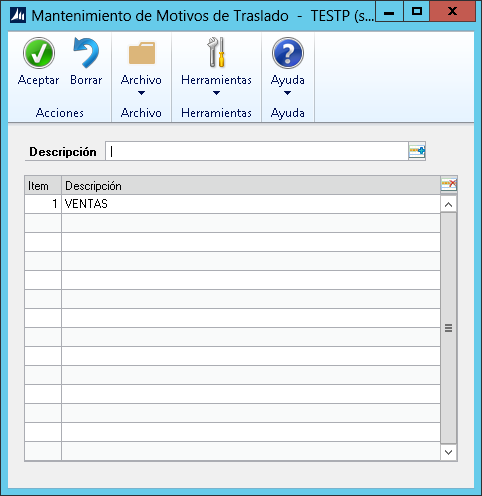 Mantenimiento de Motivos de Traslado - TESTP (s...
Aceptar Borrar Archivo Herramientas Ayuda
Acciones Archivo Herramientas Ayuda
Descripción
Item Descripción
1 VENTAS